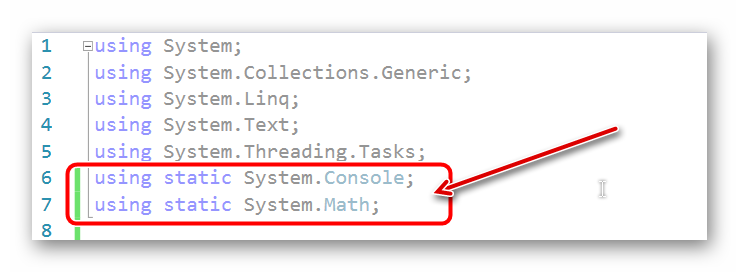 1 using System;
2 using System.Collections.Generic;
3 using System.Linq;
4 using System.Text;
5 using System.Threading.Tasks;
6 using static System.Console;
7 using static System.Math;
8